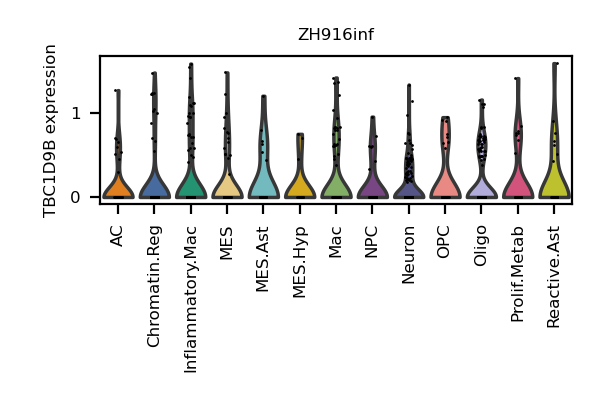 ZH916inf
TBC1D9B expression
1
0
AC
Chromatin.Reg
Inflammatory.Mac
MES
MES.Ast
MES.Hyp
Mac
NPC
Neuron
OPC
Oligo
Prolif.Metab
Reactive.Ast